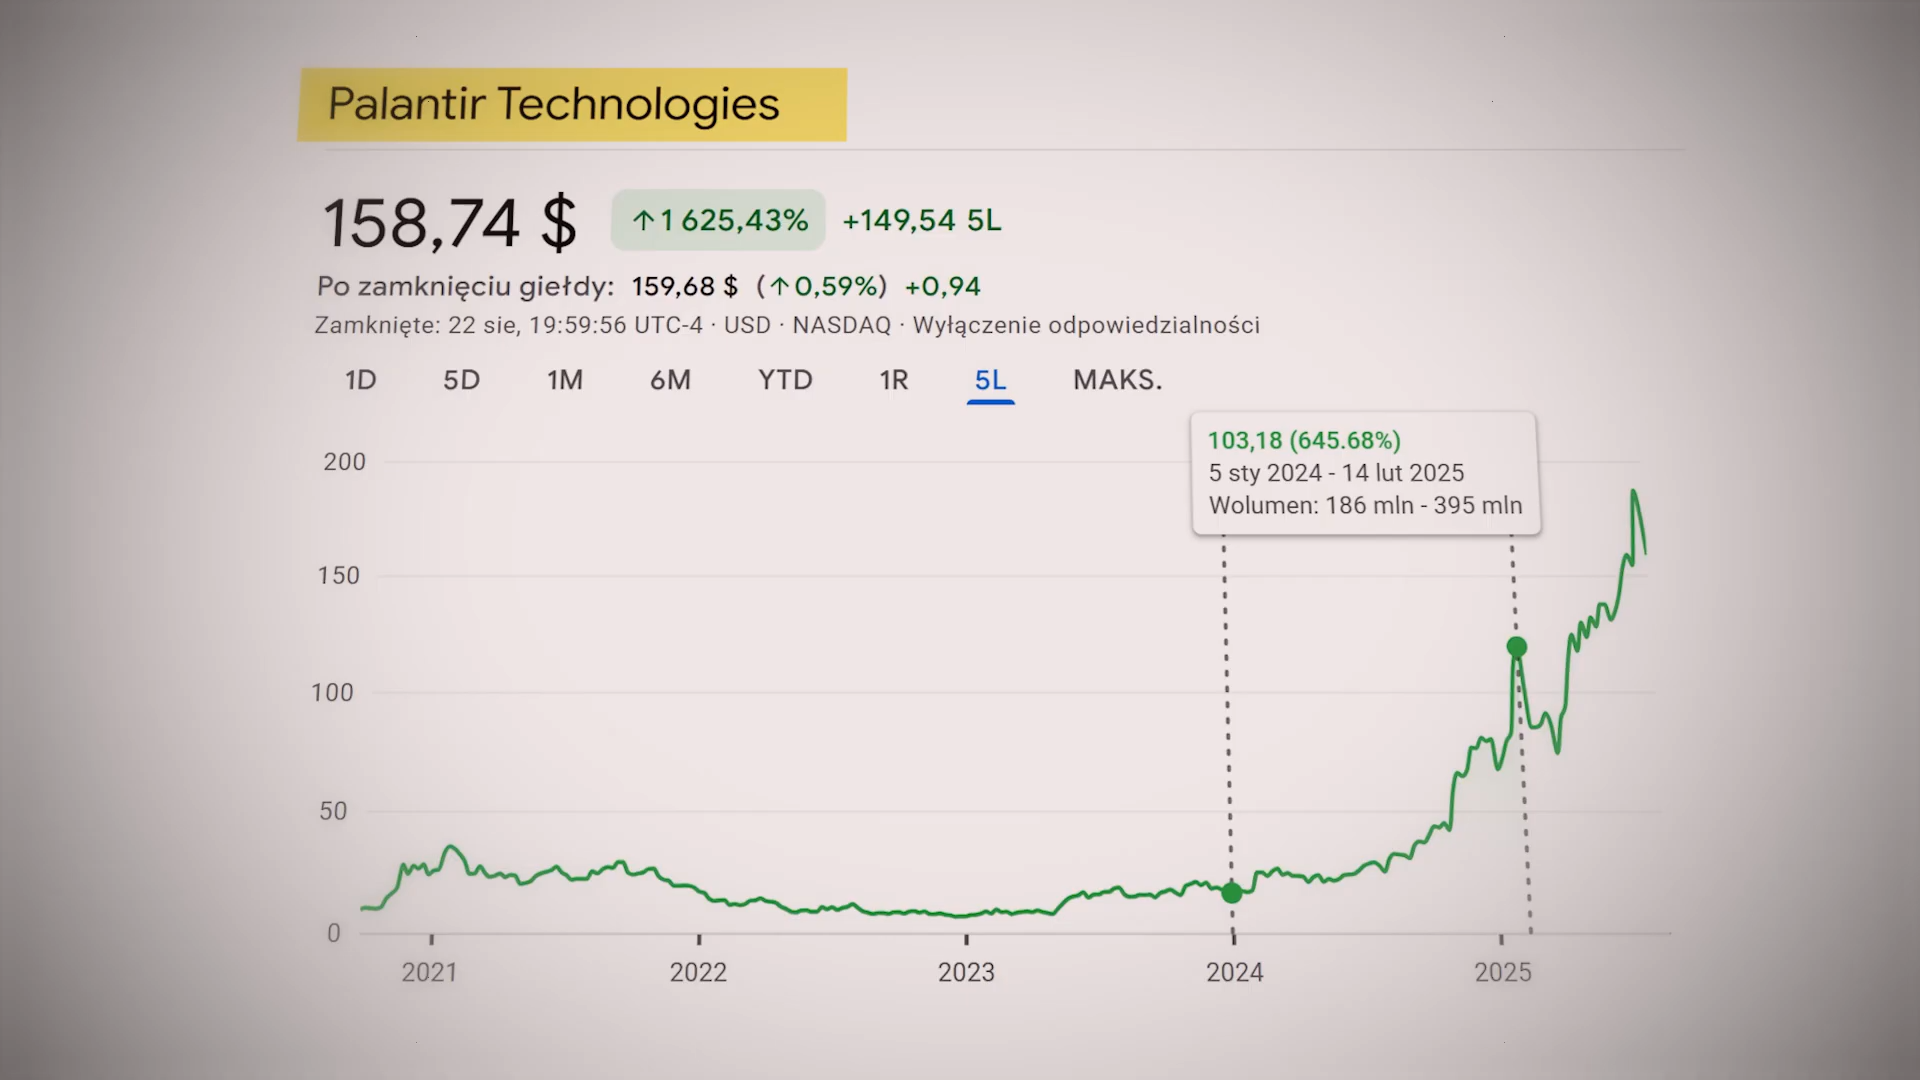 Palantir Technologies
158,74 $ ↑1 625,43% +149,54 5L
Po zamknięciu giełdy: 159,68 $ (↑0,59%) +0,94
Zamknięte: 22 sie, 19:59:56 UTC-4 · USD · NASDAQ · Wyłączenie odpowiedzialności
1D 5D 1M 6M YTD 1R 5L MAKS.
103,18 (645.68%)
5 sty 2024 - 14 lut 2025
Wolumen: 186 mln - 395 mln
200
150
100
50
0
2021 2022 2023 2024 2025